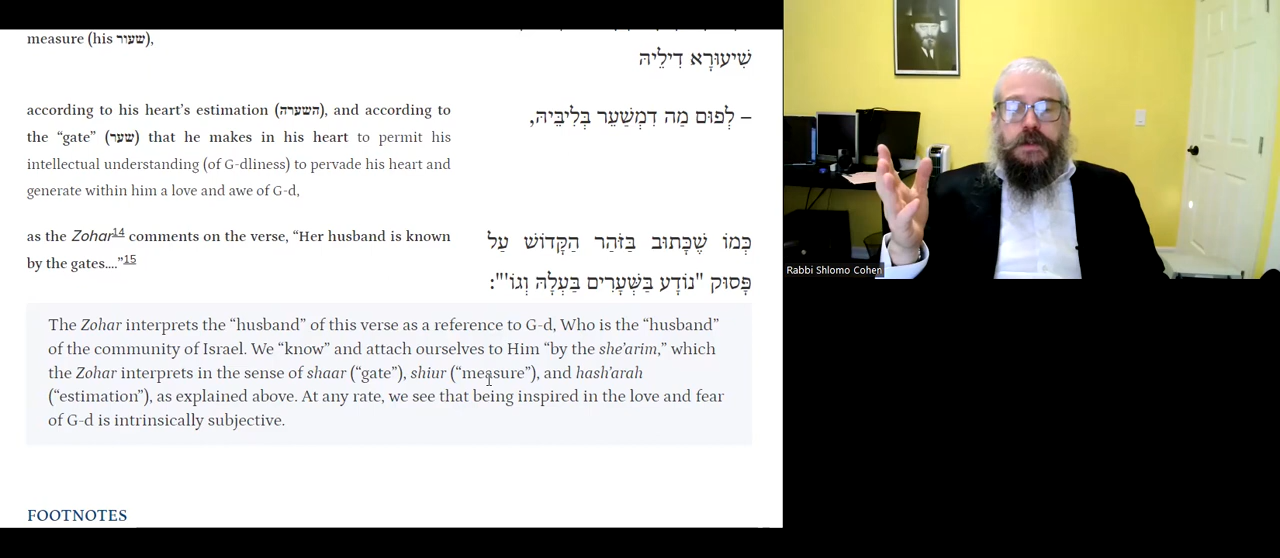 measure (his שעור),
שִׁיעוּרָא דִילֵיהּ
according to his heart’s estimation (השערה), and according to
the “gate” (שער) that he makes in his heart to permit his
intellectual understanding (of G-dliness) to pervade his heart and
generate within him a love and awe of G-d,
– לְפוּם מַה דִמְשַׁעֵר בְּלִיבֵּיהּ,
as the Zohar14 comments on the verse, “Her husband is known
by the gates....”15
כְּמוֹ שֶׁכָּתוּב בַּזֹּהַר הַקָּדוֹשׁ עַל
פָּסוּק "נוֹדָע בַּשְּׁעָרִים בַּעְלָהּ וְגוֹ'":
The Zohar interprets the “husband” of this verse as a reference to G-d, Who is the “husband”
of the community of Israel. We “know” and attach ourselves to Him “by the she’arim,” which
the Zohar interprets in the sense of shaar (“gate”), shiur (“measure”), and hash’arah
(“estimation”), as explained above. At any rate, we see that being inspired in the love and fear
of G-d is intrinsically subjective.
FOOTNOTES
Rabbi Shlomo Cohen